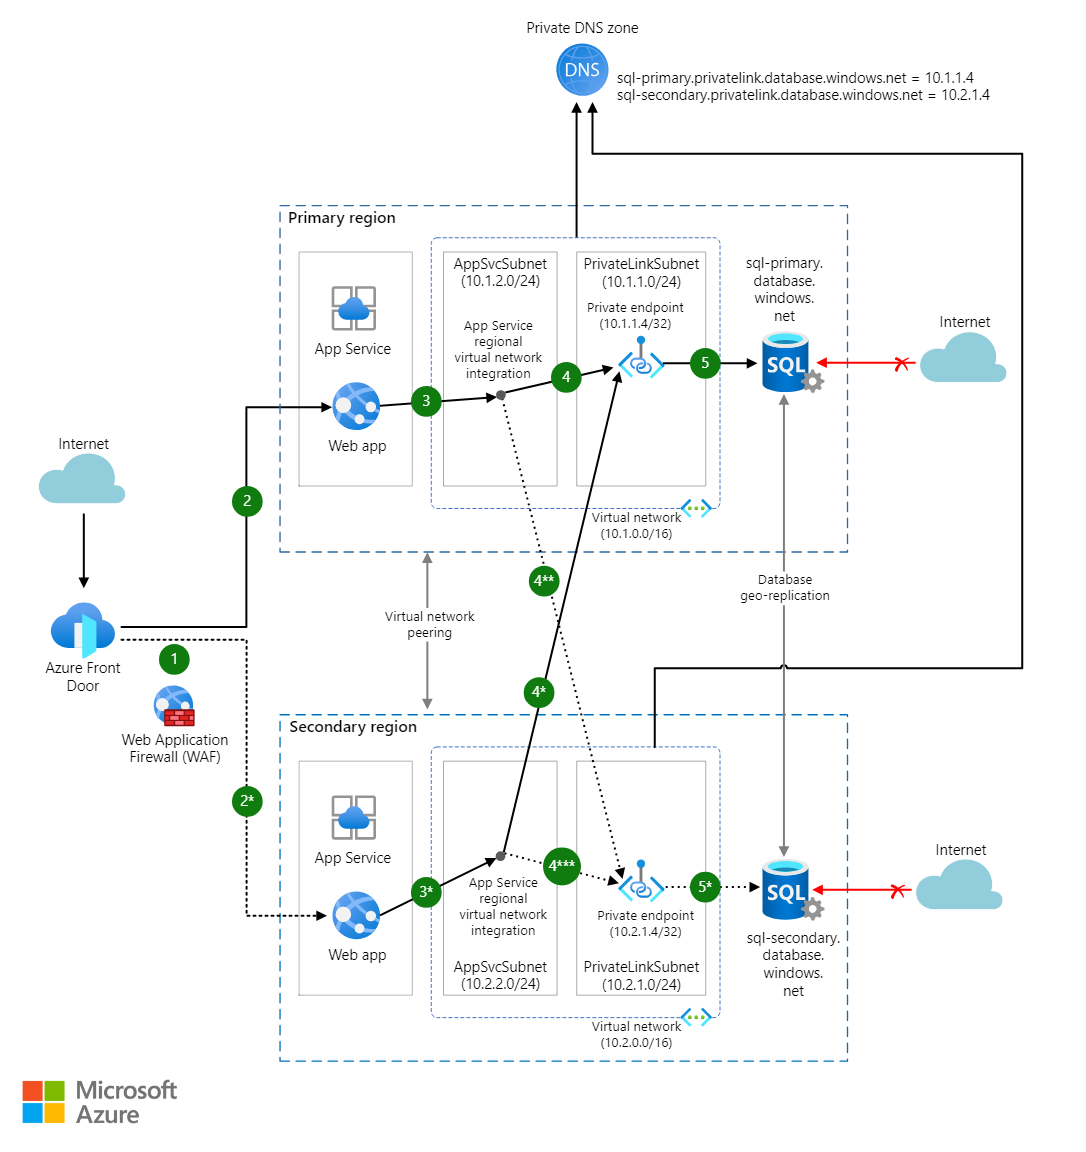 Private DNS zone
DNS
sql-primary.privatelink.database.windows.net = 10.1.1.4
sql-secondary.privatelink.database.windows.net = 10.2.1.4
Primary region
App Service
Web app
AppSvcSubnet
(10.1.2.0/24)
App Service
regional
virtual network
integration
PrivateLinkSubnet
(10.1.1.0/24)
Private endpoint
(10.1.1.4/32)
sql-primary.
database.
windows.
net
SQL
Internet
3
4
5
Virtual network
(10.1.0.0/16)
Internet
2
Azure Front
Door
1
Web Application
Firewall (WAF)
2*
Virtual network
peering
4**
4*
Database
geo-replication
Secondary region
App Service
Web app
3*
4***
5*
App Service
regional
virtual network
integration
AppSvcSubnet
(10.2.2.0/24)
Private endpoint
(10.2.1.4/32)
PrivateLinkSubnet
(10.2.1.0/24)
SQL
sql-secondary.
database.
windows.
net
Internet
Virtual network
(10.2.0.0/16)
Microsoft
Azure